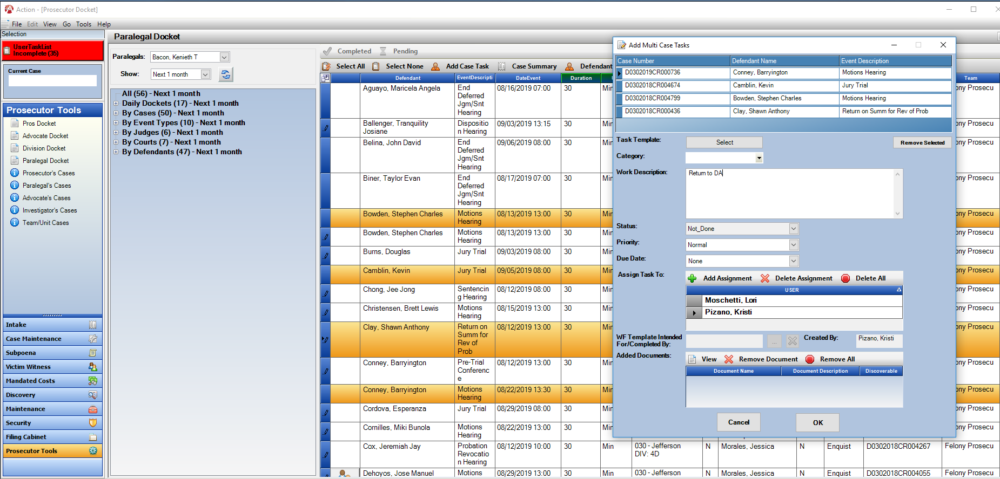 Action - [Prosecutor Docket]
File Edit View Go Tools Help
Selection
UserTaskList
Incomplete (35)
Current Case
Prosecutor Tools
Pros Docket
Advocate Docket
Division Docket
Paralegal Docket
Prosecutor's Cases
Paralegal's Cases
Advocate's Cases
Investigator's Cases
Team/Unit Cases
Intake
Case Maintenance
Subpoena
Victim Witness
Mandated Costs
Discovery
Maintenance
Security
Filing Cabinet
Prosecutor Tools
Paralegal Docket
Paralegals: Bacon, Kenieth T
Show: Next 1 month
All (56) - Next 1 month
Daily Dockets (17) - Next 1 month
By Cases (50) - Next 1 month
By Event Types (10) - Next 1 month
By Judges (6) - Next 1 month
By Courts (7) - Next 1 month
By Defendants (47) - Next 1 month
Completed Pending
Select All Select None Add Case Task Case Summary Defendant
Defendant EventDescripti DateEvent Duration Team
Aguayo, Maricela Angela End Deferred Jgm/Snt Hearing 08/16/2019 07:00 30 Min ony Prosecu
Ballenger, Tranquility Josiane Disposition Hearing 09/03/2019 13:15 30 Min ony Prosecu
Belina, John David End Deferred Jgm/Snt Hearing 09/06/2019 08:00 30 Min ony Prosecu
Biner, Taylor Evan End Deferred Jgm/Snt Hearing 08/17/2019 07:00 30 Min ony Prosecu
Bowden, Stephen Charles Motions Hearing 08/13/2019 13:00 30 Min ony Prosecu
Bowden, Stephen Charles Motions Hearing 08/13/2019 13:00 30 Min ony Prosecu
Burns, Douglas Jury Trial 09/03/2019 08:00 30 Min ony Prosecu
Camblin, Kevin Jury Trial 09/05/2019 08:00 30 Min ony Prosecu
Chong, Jee Jong Sentencing Hearing 08/12/2019 08:00 30 Min ony Prosecu
Christensen, Brett Lewis Motions Hearing 08/15/2019 13:00 30 Min ony Prosecu
Clay, Shawn Anthony Return on Summ for Rev of Prob 08/12/2019 13:00 30 Min ony Prosecu
Conney, Barryington Pre-Trial Conference 08/12/2019 13:00 30 Min ony Prosecu
Conney, Barryington Motions Hearing 08/22/2019 13:30 30 Min ony Prosecu
Cordova, Esperanza Jury Trial 08/29/2019 08:00 30 Min ony Prosecu
Cornilles, Miki Bunola Motions Hearing 08/22/2019 13:00 30 Min ony Prosecu
Cox, Jeremiah Jay Probation Revocation Hearing 08/12/2019 10:00 30 Min 030 - Jefferson DIV: 4D N Morales, Jessica N Enquist D0302018CR004267 Felony Prosecu
Dehoyos, Jose Manuel Motions 08/29/2019 13:00 30 Min 030 - Jefferson N Morales, Jessica N Enquist D0302018CR004055 Felony Prosecu
Add Multi Case Tasks
Case Number Defendant Name Event Description
D0302019CR000736 Conney, Barryington Motions Hearing
D0302018CR004674 Camblin, Kevin Jury Trial
D0302018CR004799 Bowden, Stephen Charles Motions Hearing
D0302018CR000436 Clay, Shawn Anthony Return on Summ for Rev of Prob
Task Template: Select Remove Selected
Category:
Work Description: Return to DA
Status: Not_Done
Priority: Normal
Due Date: None
Assign Task To: Add Assignment Delete Assignment Delete All
USER
Moschetti, Lori
Pizano, Kristi
WF Template Intended
For/Completed By: ... Created By: Pizano, Kristi
Added Documents: View Remove Document Remove All
Document Name Document Description Discoverable
Cancel OK